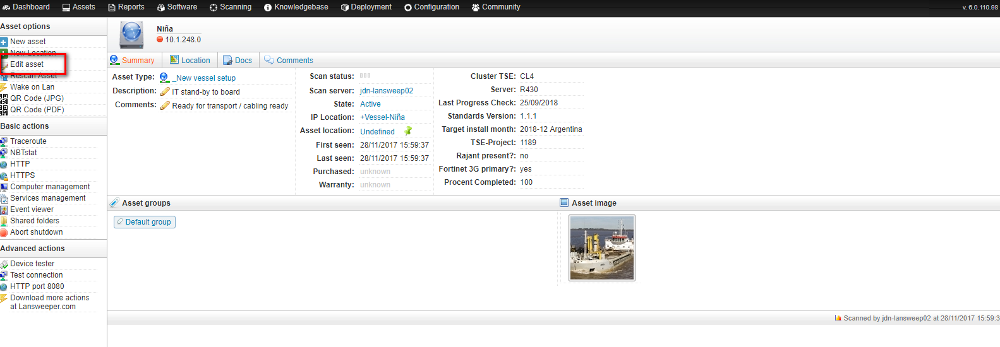 Dashboard Assets Reports Software Scanning Knowledgebase Deployment Configuration Community v. 6.0.110.98
Asset options
New asset
New Location
Edit asset
Rescan Asset
Wake on Lan
QR Code (JPG)
QR Code (PDF)
Basic actions
Traceroute
NBTstat
HTTP
HTTPS
Computer management
Services management
Event viewer
Shared folders
Abort shutdown
Advanced actions
Device tester
Test connection
HTTP port 8080
Download more actions
at Lansweeper.com
Niña
10.1.248.0
Summary Location Docs Comments
Asset Type: _New vessel setup
Description: IT stand-by to board
Comments: Ready for transport / cabling ready
Scan status:
Scan server: jdn-lansweep02
State: Active
IP Location: +Vessel-Niña
Asset location: Undefined
First seen: 28/11/2017 15:59:37
Last seen: 28/11/2017 15:59:37
Purchased: unknown
Warranty: unknown
Cluster TSE: CL4
Server: R430
Last Progress Check: 25/09/2018
Standards Version: 1.1.1
Target install month: 2018-12 Argentina
TSE-Project: 1189
Rajant present?: no
Fortinet 3G primary?: yes
Procent Completed: 100
Asset groups
Default group
Asset image
Scanned by jdn-lansweep02 at 28/11/2017 15:59:3